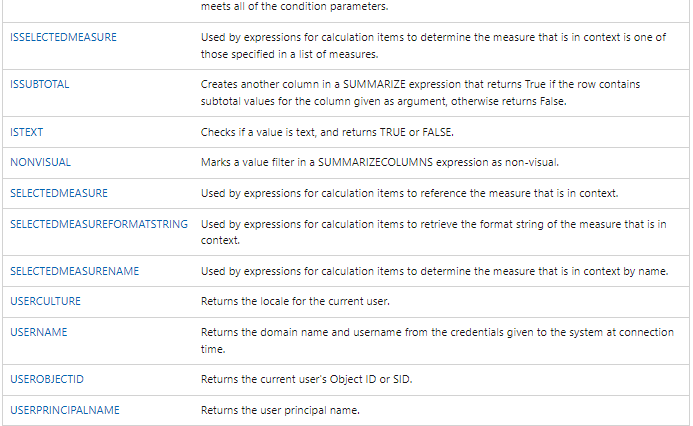 meets all of the condition parameters.
ISSELECTEDMEASURE Used by expressions for calculation items to determine the measure that is in context is one of
those specified in a list of measures.
ISSUBTOTAL Creates another column in a SUMMARIZE expression that returns True if the row contains
subtotal values for the column given as argument, otherwise returns False.
ISTEXT Checks if a value is text, and returns TRUE or FALSE.
NONVISUAL Marks a value filter in a SUMMARIZECOLUMNS expression as non-visual.
SELECTEDMEASURE Used by expressions for calculation items to reference the measure that is in context.
SELECTEDMEASUREFORMATSTRING Used by expressions for calculation items to retrieve the format string of the measure that is in
context.
SELECTEDMEASURENAME Used by expressions for calculation items to determine the measure that is in context by name.
USERCULTURE Returns the locale for the current user.
USERNAME Returns the domain name and username from the credentials given to the system at connection
time.
USEROBJECTID Returns the current user's Object ID or SID.
USERPRINCIPALNAME Returns the user principal name.